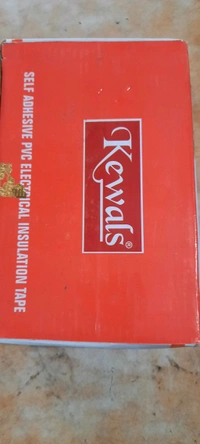 Kewals®
SELF ADHESIVE PVC ELECTRICAL INSULATION TAPE